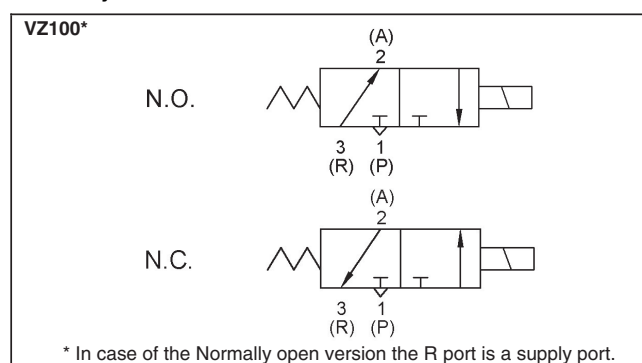 VZ100*
(A)
2
N.O.
3 1
(R) (P)
(A)
2
N.C.
3 1
(R) (P)
* In case of the Normally open version the R port is a supply port.